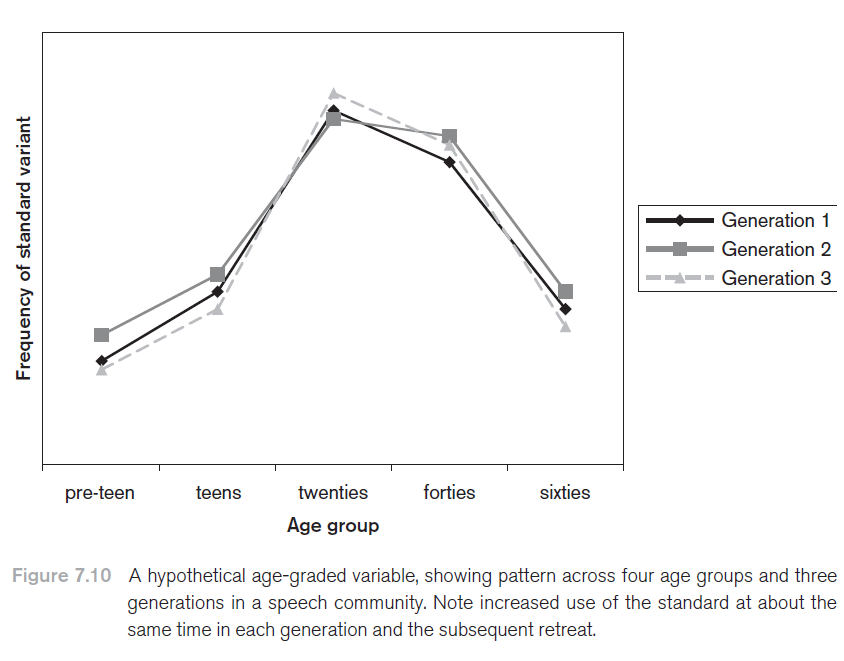 Frequency of standard variant
Generation 1
Generation 2
Generation 3
pre-teen teens twenties forties sixties
Age group
Figure 7.10 A hypothetical age-graded variable, showing pattern across four age groups and three
generations in a speech community. Note increased use of the standard at about the
same time in each generation and the subsequent retreat.